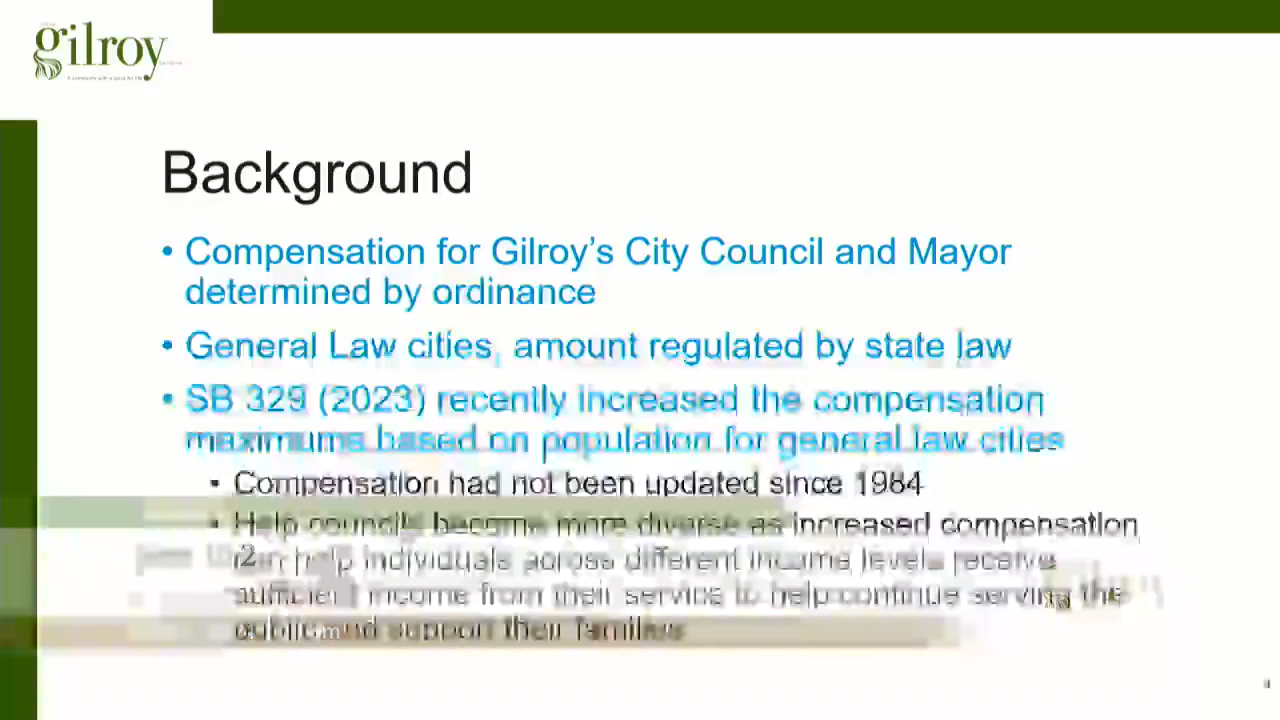 gilroy
Background
• Compensation for Gilroy’s City Council and Mayor
determined by ordinance
• General Law cities, amount regulated by state law
• SB 329 (2023) recently increased the compensation
maximums based on population for general law cities
• Compensation had not been updated since 1984
• Help councils become more diverse as increased compensation
help individuals across different income levels receive
sufficient income from their service to help continue serving the
public and support their families